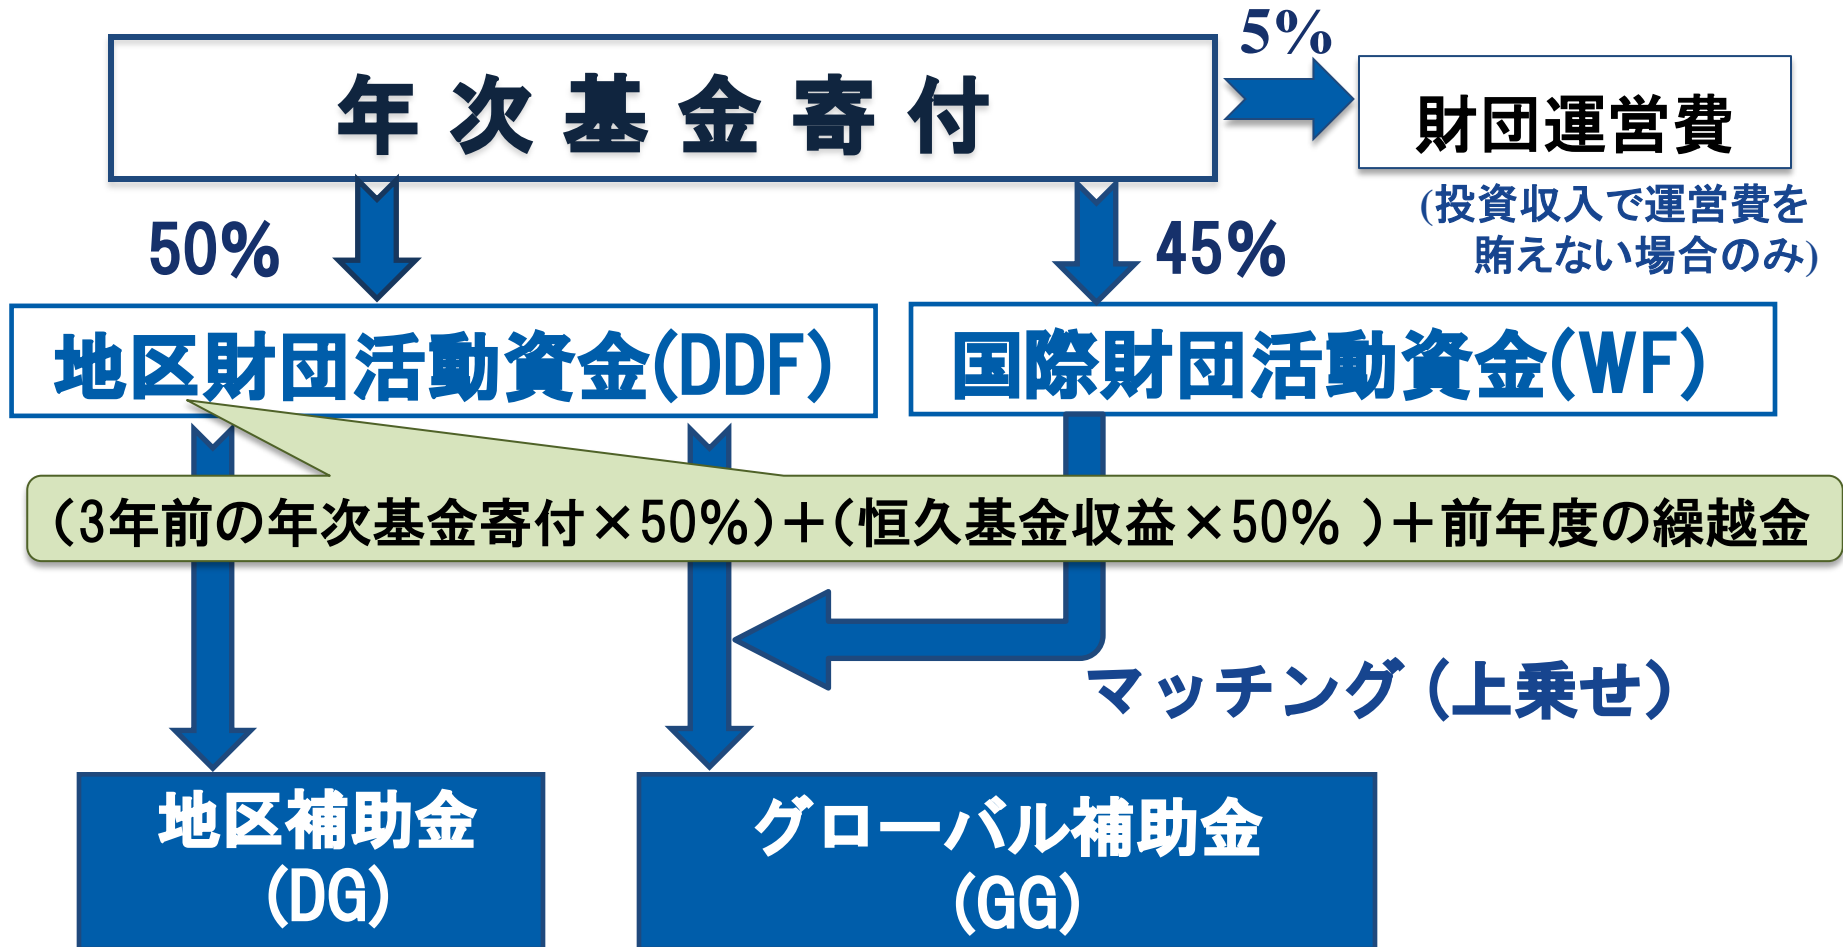 年次基金寄付
5%
財団運営費
(投資収入で運営費を
賄えない場合のみ)
50%
45%
地区財団活動資金(DDF)
国際財団活動資金(WF)
(3年前の年次基金寄付×50%)＋(恒久基金収益×50% )＋前年度の繰越金
マッチング(上乗せ)
地区補助金
(DG)
グローバル補助金
(GG)